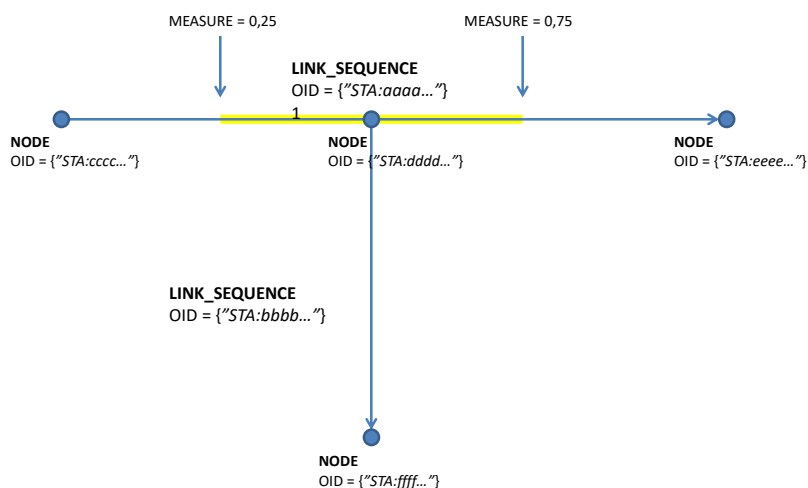 MEASURE = 0,25
MEASURE = 0,75
LINK_SEQUENCE
OID = {"STA:aaaa…"}
1
NODE
OID = {"STA:cccc…"}
NODE
OID = {"STA:dddd…"}
NODE
OID = {"STA:eeee…"}
LINK_SEQUENCE
OID = {"STA:bbbb…"}
NODE
OID = {"STA:ffff…"}